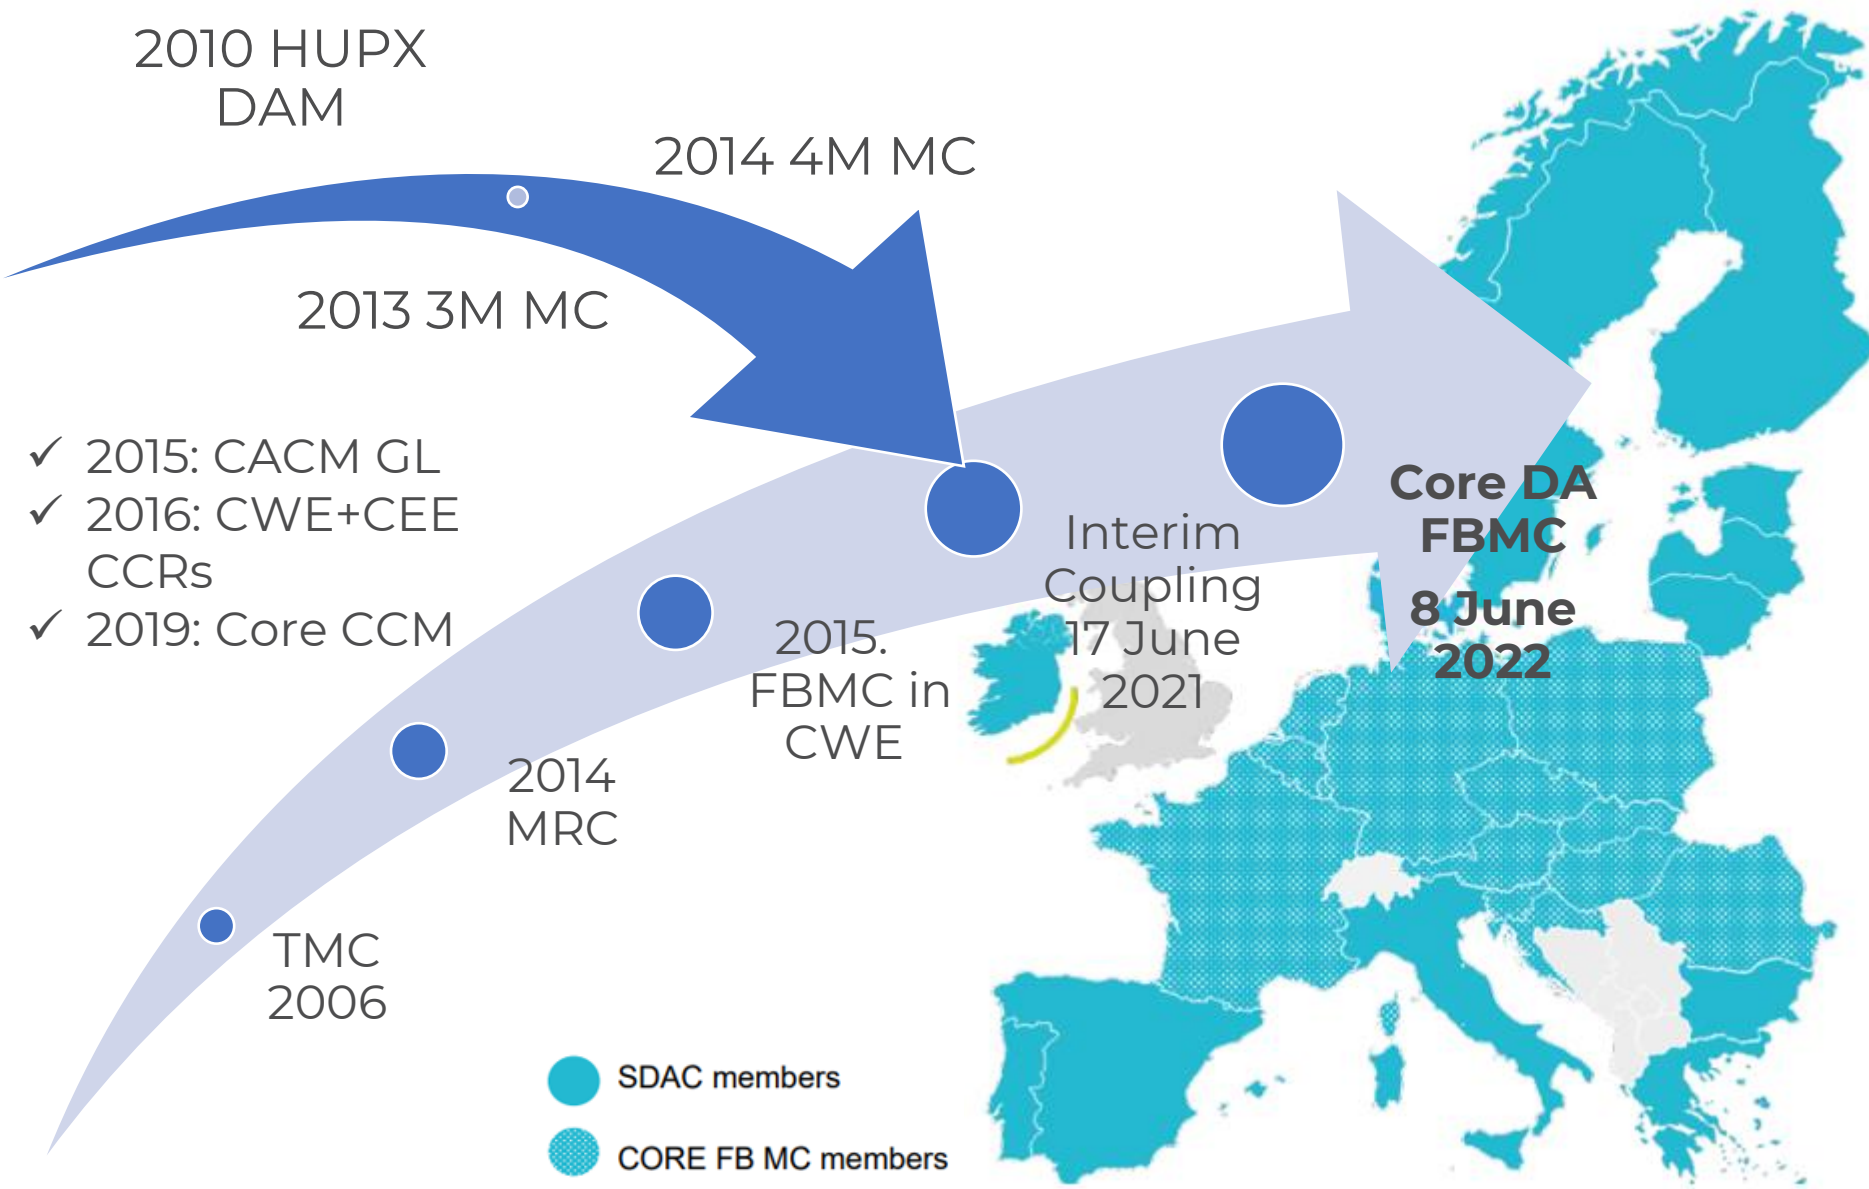 2010 HUPX
DAM
2014 4M MC
2013 3M MC
✓ 2015: CACM GL
✓ 2016: CWE+CEE
CCRs
✓ 2019: Core CCM
TMC
2006
2014
MRC
2015.
FBMC in
CWE
Interim
Coupling
17 June
2021
Core DA
FBMC
8 June
2022
SDAC members
CORE FB MC members